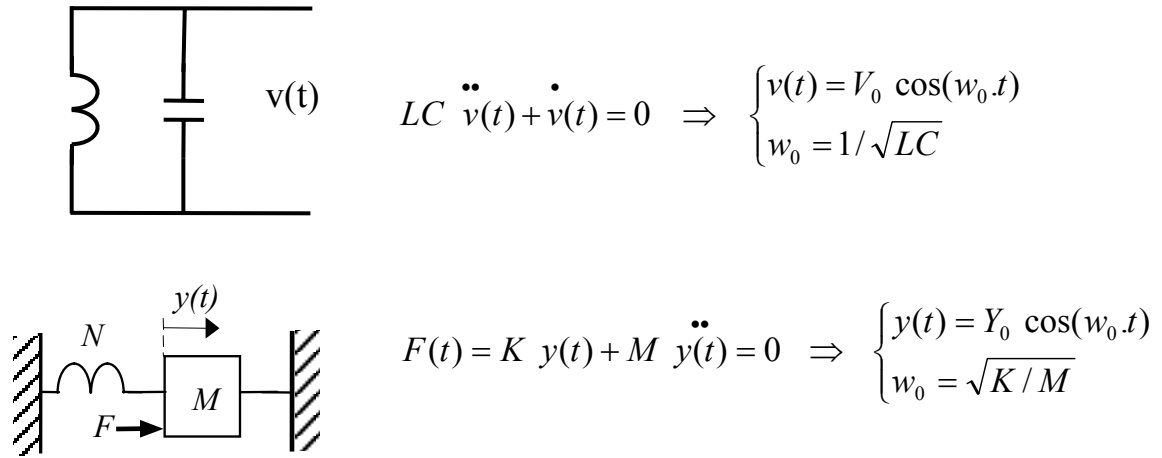 v(t)
LC v̈(t) + v̇(t) = 0 ⇒ { v(t) = V₀ cos(w₀.t)
w₀ = 1/√LC
y(t)
N
M
F
F(t) = K y(t) + M ÿ(t) = 0 ⇒ { y(t) = Y₀ cos(w₀.t)
w₀ = √K / M